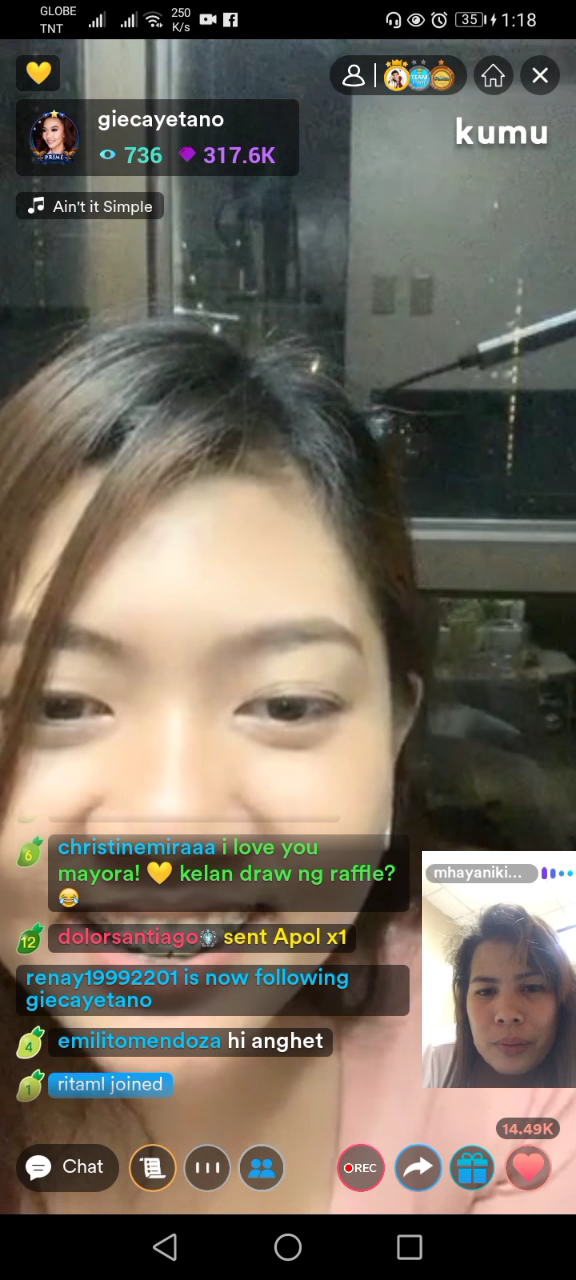 GLOBE
TNT
250
K/s
35
1:18
giecayetano
736 317.6K
PRIME
kumu
Ain't it Simple
TEAM
6 christinemiraaa i love you
mayora! 💛 kelan draw ng raffle?
😂
12 dolorsantiago sent Apol x1
renay19992201 is now following
giecayetano
4 emilitomendoza hi anghet
1 ritaml joined
mhayaniki...
14.49K
Chat
REC